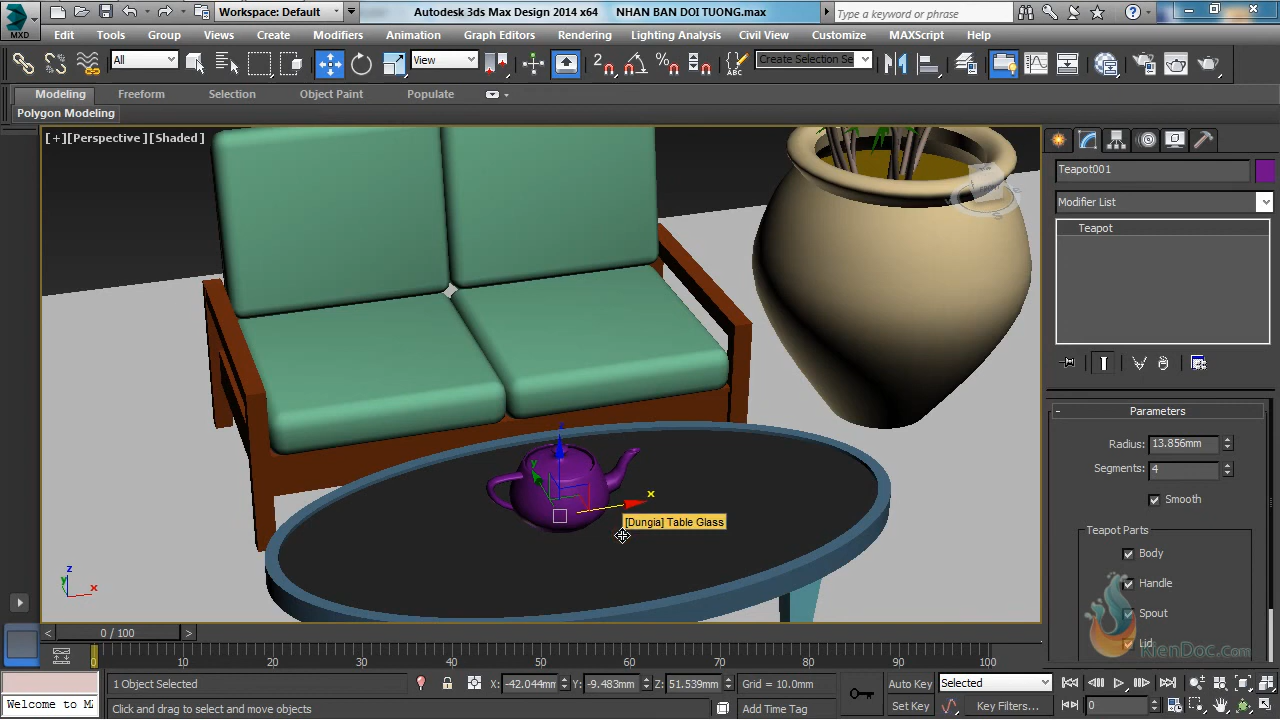 Workspace: Default
Autodesk 3ds Max Design 2014 x64 NHAN BAN DOI TUONG.max
Type a keyword or phrase
MXD
Edit Tools Group Views Create Modifiers Animation Graph Editors Rendering Lighting Analysis Civil View Customize MAXScript Help
All
View
Create Selection Se
Modeling Freeform Selection Object Paint Populate
Polygon Modeling
[+][Perspective][Shaded]
Teapot001
Modifier List
Teapot
- Parameters
Radius: 13.856mm
Segments: 4
Smooth
Teapot Parts
Body
Handle
Spout
Lid
KienDoc.Com
z
y
x
[Dungia] Table Glass
z
y
x
< 0 / 100 >
0 10 20 30 40 50 60 70 80 90 100
1 Object Selected
X: -42.044mm Y: -9.483mm Z: 51.539mm Grid = 10.0mm
Auto Key Selected
Welcome to MA
Click and drag to select and move objects
Add Time Tag
Set Key Key Filters... 0